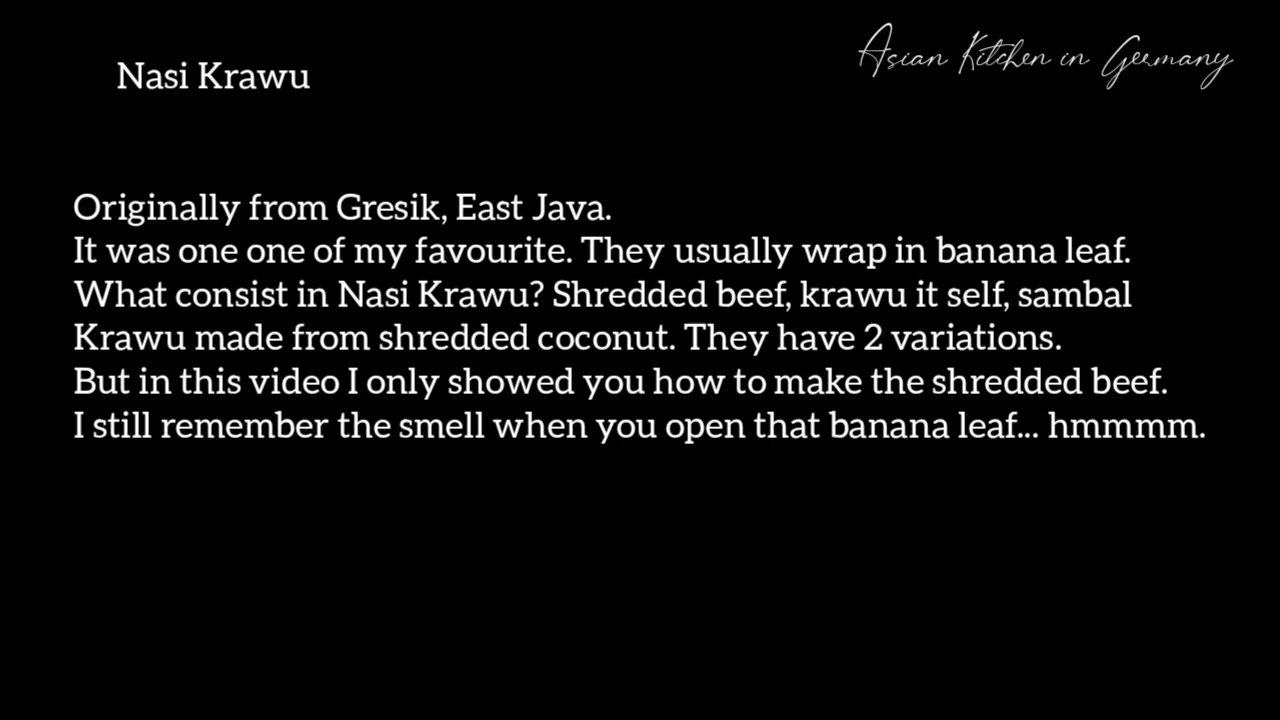 Nasi Krawu
Asian Kitchen in Germany
Originally from Gresik, East Java.
It was one one of my favourite. They usually wrap in banana leaf.
What consist in Nasi Krawu? Shredded beef, krawu it self, sambal
Krawu made from shredded coconut. They have 2 variations.
But in this video I only showed you how to make the shredded beef.
I still remember the smell when you open that banana leaf... hmmmm.